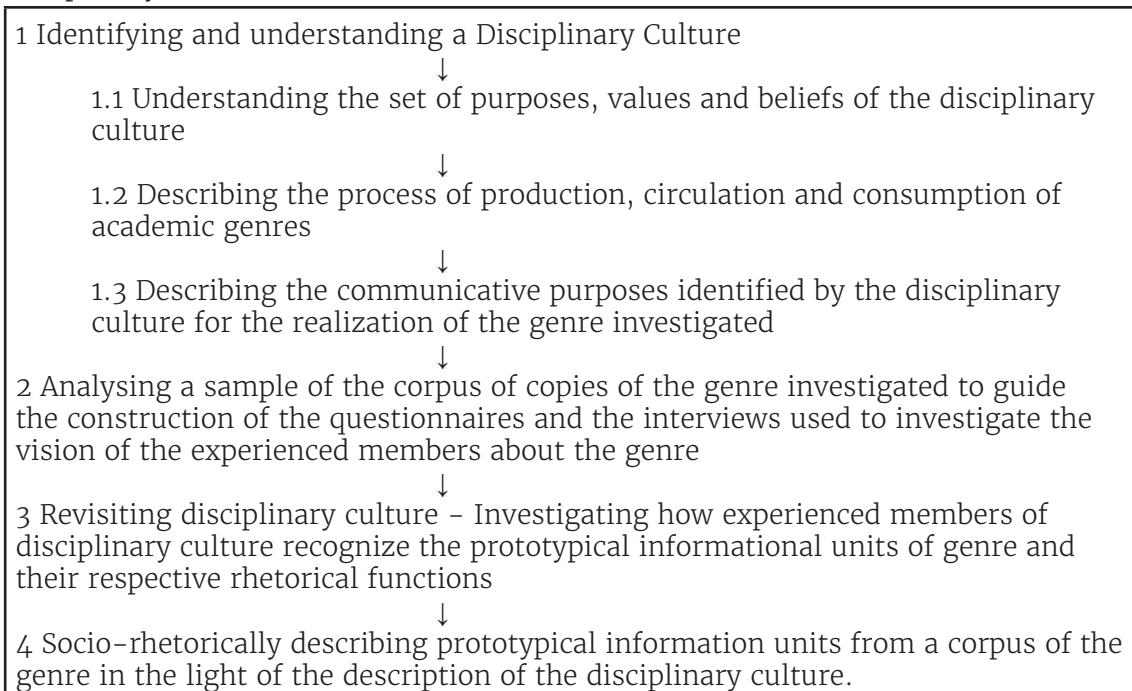 1 Identifying and understanding a Disciplinary Culture
↓
1.1 Understanding the set of purposes, values and beliefs of the disciplinary
culture
↓
1.2 Describing the process of production, circulation and consumption of
academic genres
↓
1.3 Describing the communicative purposes identified by the disciplinary
culture for the realization of the genre investigated
↓
2 Analysing a sample of the corpus of copies of the genre investigated to guide
the construction of the questionnaires and the interviews used to investigate the
vision of the experienced members about the genre
↓
3 Revisiting disciplinary culture - Investigating how experienced members of
disciplinary culture recognize the prototypical informational units of genre and
their respective rhetorical functions
↓
4 Socio-rhetorically describing prototypical information units from a corpus of the
genre in the light of the description of the disciplinary culture.